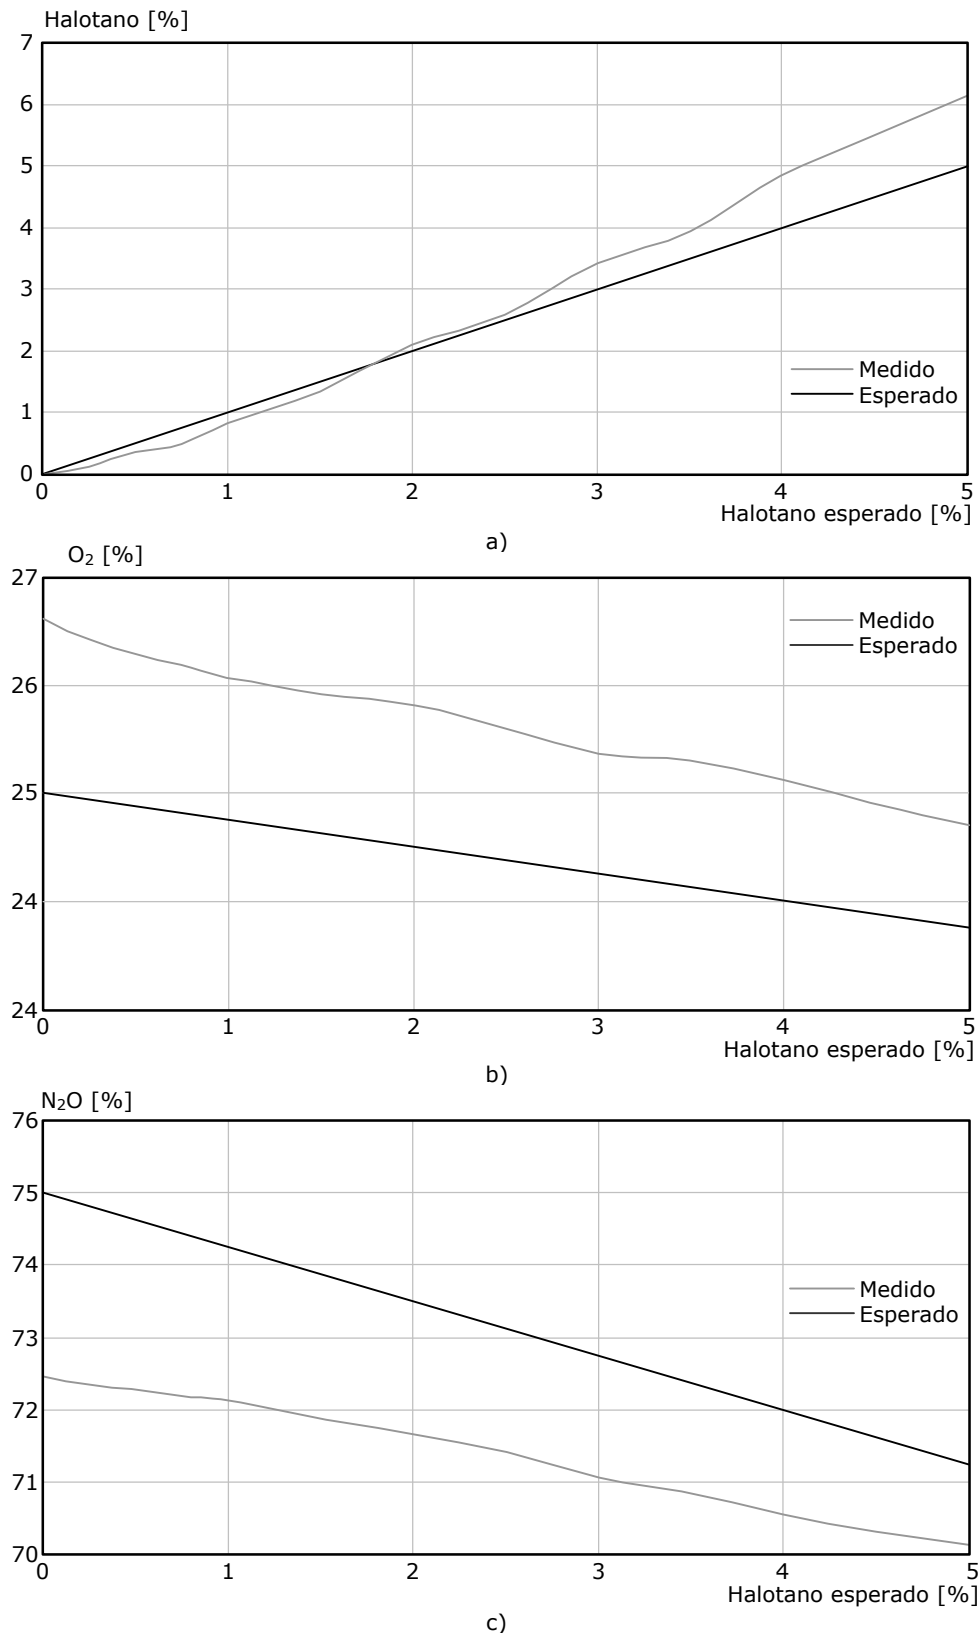 Halotano [%]
7
6
5
4
3
2
1
0
Medido
Esperado
0 1 2 3 4 5
Halotano esperado [%]
a)
O₂ [%]
27
26
25
24
24
Medido
Esperado
0 1 2 3 4 5
Halotano esperado [%]
b)
N₂O [%]
76
75
74
73
72
71
70
Medido
Esperado
0 1 2 3 4 5
Halotano esperado [%]
c)